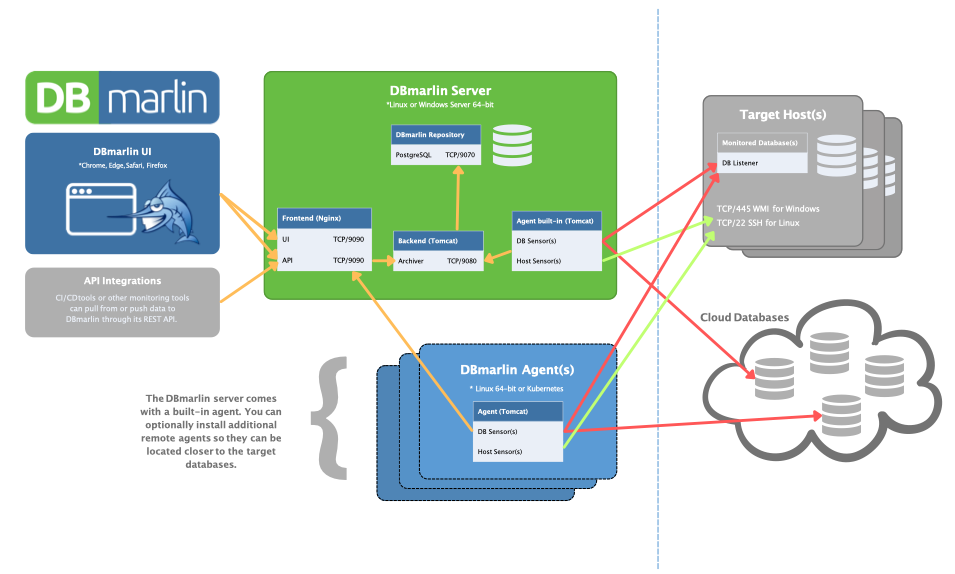 DB marlin
DBmarlin UI
*Chrome, Edge, Safari, Firefox
API Integrations
CI/CDtools or other monitoring tools
can pull from or push data to
DBmarlin through its REST API.
DBmarlin Server
*Linux or Windows Server 64-bit
DBmarlin Repository
PostgreSQL TCP/9070
Frontend (Nginx)
UI TCP/9090
API TCP/9090
Backend (Tomcat)
Archiver TCP/9080
Agent built-in (Tomcat)
DB Sensor(s)
Host Sensor(s)
Target Host(s)
Monitored Database(s)
DB Listener
TCP/445 WMI for Windows
TCP/22 SSH for Linux
Cloud Databases
The DBmarlin server comes
with a built-in agent. You can
optionally install additional
remote agents so they can be
located closer to the target
databases.
DBmarlin Agent(s)
* Linux 64-bit or Kubernetes
Agent (Tomcat)
DB Sensor(s)
Host Sensor(s)